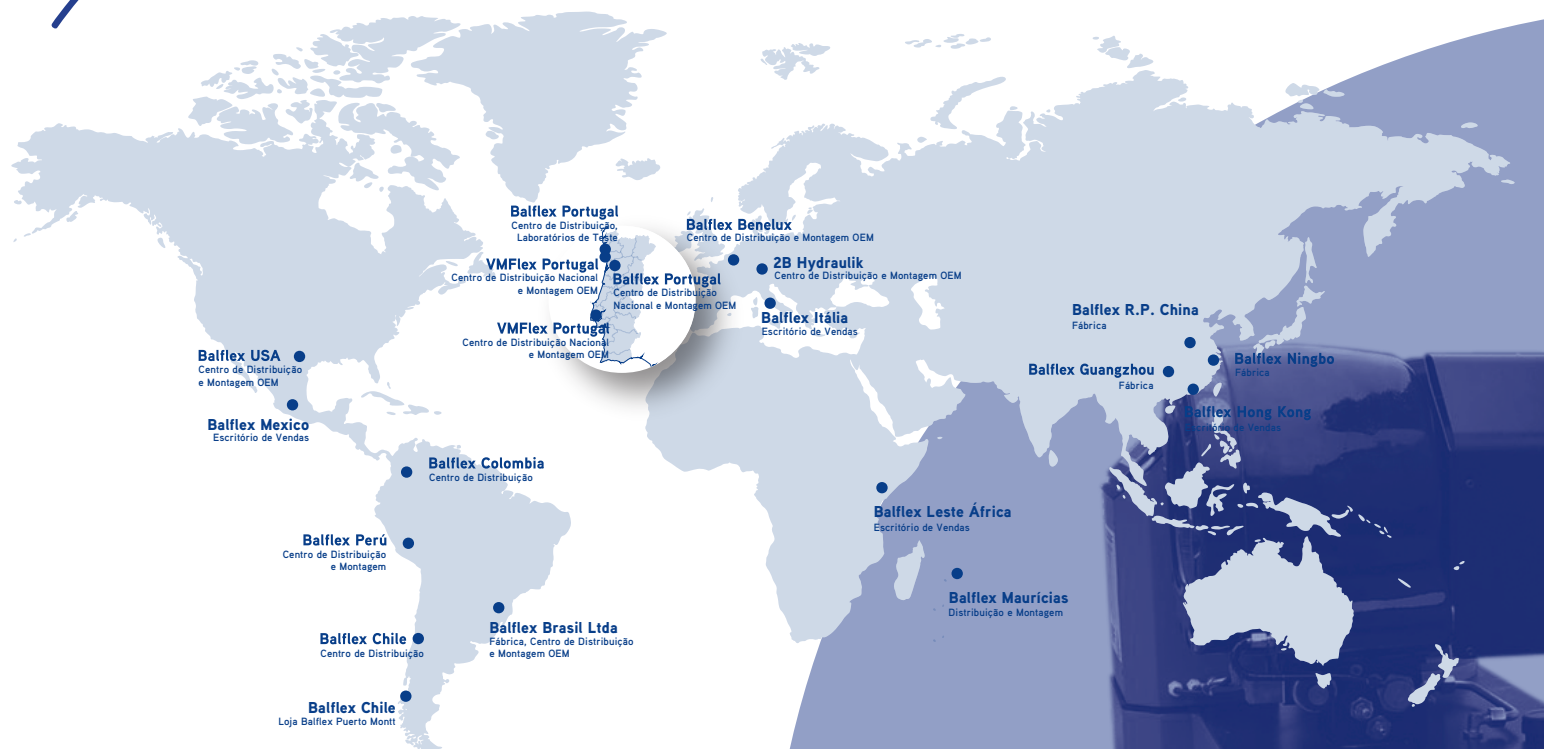 Balflex Portugal
Centro de Distribuição,
Laboratórios de Teste
VMFlex Portugal
Centro de Distribuição Nacional
e Montagem OEM
Balflex Portugal
Centro de Distribuição
Nacional e Montagem OEM
VMFlex Portugal
Centro de Distribuição Nacional
e Montagem OEM
Balflex Benelux
Centro de Distribuição e Montagem OEM
2B Hydraulik
Centro de Distribuição e Montagem OEM
Balflex Itália
Escritório de Vendas
Balflex R.P. China
Fábrica
Balflex Ningbo
Fábrica
Balflex Guangzhou
Fábrica
Balflex Hong Kong
Escritório de Vendas
Balflex USA
Centro de Distribuição
e Montagem OEM
Balflex Mexico
Escritório de Vendas
Balflex Colombia
Centro de Distribuição
Balflex Leste África
Escritório de Vendas
Balflex Perú
Centro de Distribuição
e Montagem
Balflex Maurícias
Distribuição e Montagem
Balflex Brasil Ltda
Fábrica, Centro de Distribuição
e Montagem OEM
Balflex Chile
Centro de Distribuição
Balflex Chile
Loja Balflex Puerto Montt